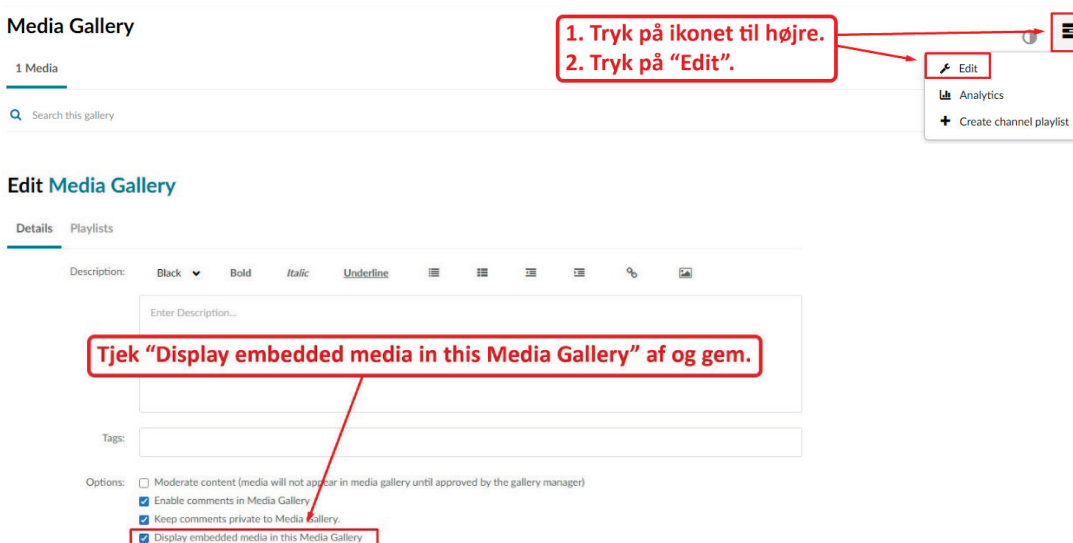 Media Gallery
1. Tryk på ikonet til højre.
2. Tryk på “Edit”.
1 Media
Edit
Analytics
Create channel playlist
Search this gallery
Edit Media Gallery
Details Playlists
Description: Black Bold Italic Underline
Enter Description...
Tjek “Display embedded media in this Media Gallery” af og gem.
Tags:
Options: Moderate content (media will not appear in media gallery until approved by the gallery manager)
Enable comments in Media Gallery
Keep comments private to Media Gallery.
Display embedded media in this Media Gallery